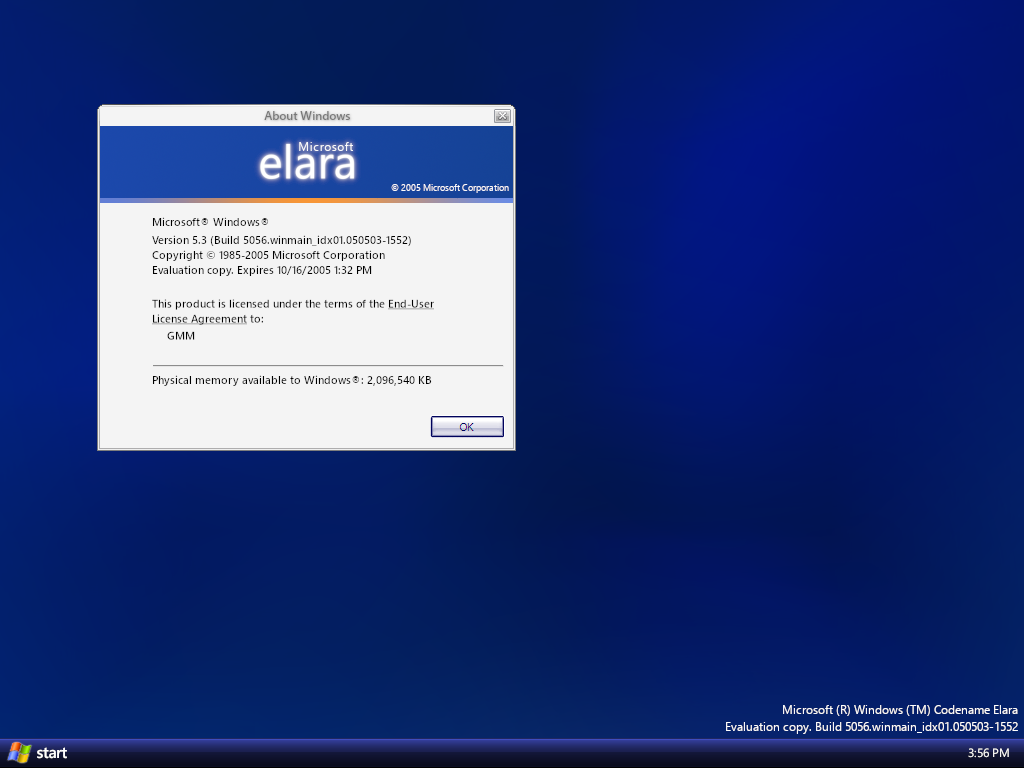 About Windows
Microsoft
elara
© 2005 Microsoft Corporation
Microsoft® Windows®
Version 5.3 (Build 5056.winmain_idx01.050503-1552)
Copyright © 1985-2005 Microsoft Corporation
Evaluation copy. Expires 10/16/2005 1:32 PM
This product is licensed under the terms of the End-User
License Agreement to:
GMM
Physical memory available to Windows®: 2,096,540 KB
OK
Microsoft (R) Windows (TM) Codename Elara
Evaluation copy. Build 5056.winmain_idx01.050503-1552
start
3:56 PM